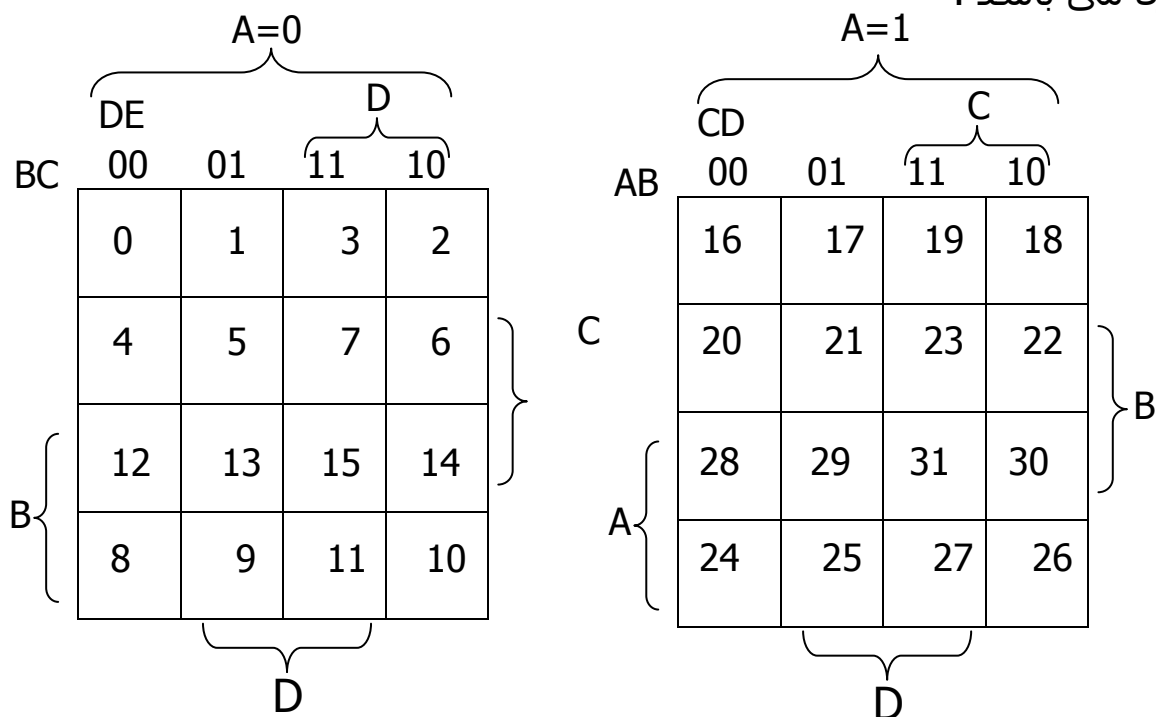 A=0 A=1
DE D CD C
BC 00 01 11 10 AB 00 01 11 10
0 1 3 2 16 17 19 18
4 5 7 6 C 20 21 23 22
B
12 13 15 14 28 29 31 30
B A
8 9 11 10 24 25 27 26
D D